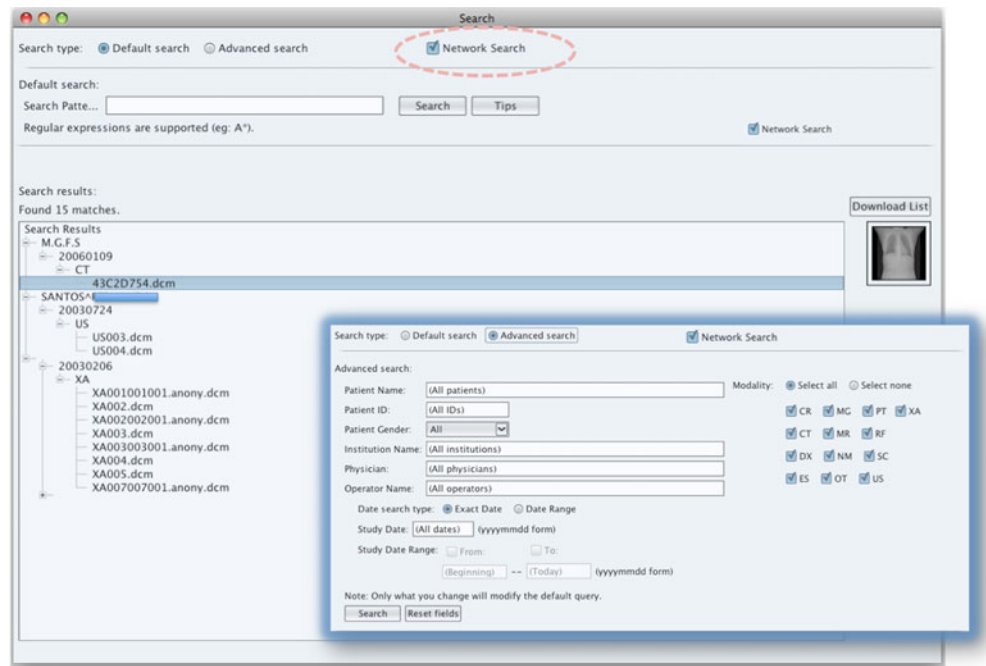 Search
Search type: Default search Advanced search Network Search
Default search:
Search Patte... Search Tips
Regular expressions are supported (eg: A*). Network Search
Search results:
Found 15 matches. Download List
Search Results
M.G.F.S
20060109
CT
43C2D754.dcm
SANTOS^
20030724
US
US003.dcm
US004.dcm
20030206
XA
XA001001001.anony.dcm
XA002.dcm
XA002002001.anony.dcm
XA003.dcm
XA003003001.anony.dcm
XA004.dcm
XA005.dcm
XA007007001.anony.dcm
Search type: Default search Advanced search Network Search
Advanced search:
Patient Name: (All patients) Modality: Select all Select none
Patient ID: (All IDs) CR MG PT XA
Patient Gender: All CT MR RF
Institution Name: (All institutions) DX NM SC
Physician: (All physicians) ES OT US
Operator Name: (All operators)
Date search type: Exact Date Date Range
Study Date: (All dates) (yyyymmdd form)
Study Date Range: From: To:
(Beginning) -- (Today) (yyyymmdd form)
Note: Only what you change will modify the default query.
Search Reset fields